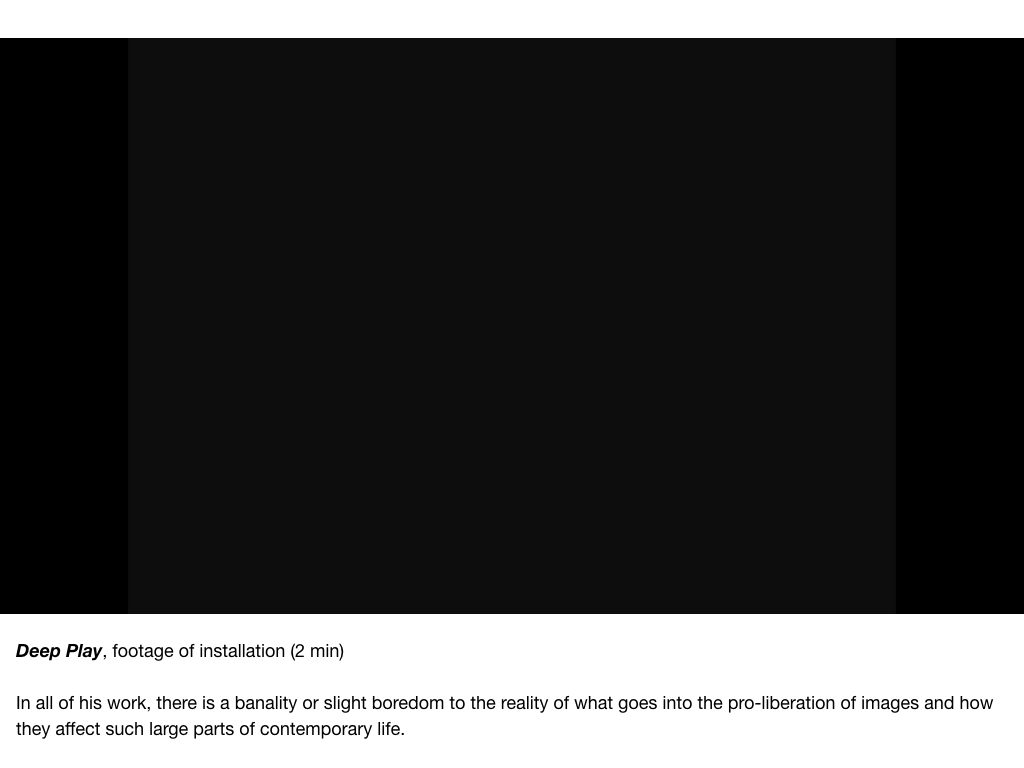 Deep Play, footage of installation (2 min)
In all of his work, there is a banality or slight boredom to the reality of what goes into the pro-liberation of images and how
they affect such large parts of contemporary life.